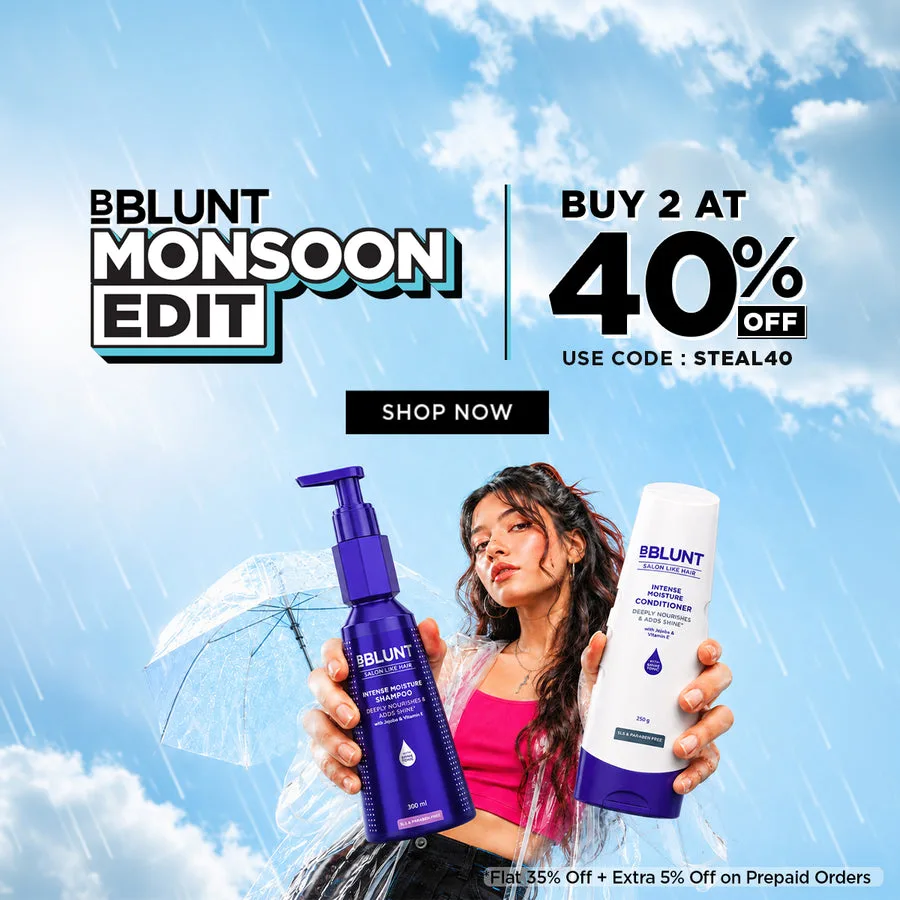 BBLUNT
MONSOON
EDIT
BUY 2 AT
40%
OFF
USE CODE : STEAL40
SHOP NOW
BBLUNT
SALON LIKE HAIR
INTENSE MOISTURE
SHAMPOO
DEEPLY NOURISHES &
ADDS SHINE*
with Jojoba & Vitamin E
300 ml
SLS & PARABEN FREE
BBLUNT
SALON LIKE HAIR
INTENSE
MOISTURE
CONDITIONER
DEEPLY NOURISHES
& ADDS SHINE*
with Jojoba &
Vitamin E
WITH
SHINE
TONIC
250 g
SLS & PARABEN FREE
*Flat 35% Off + Extra 5% Off on Prepaid Orders